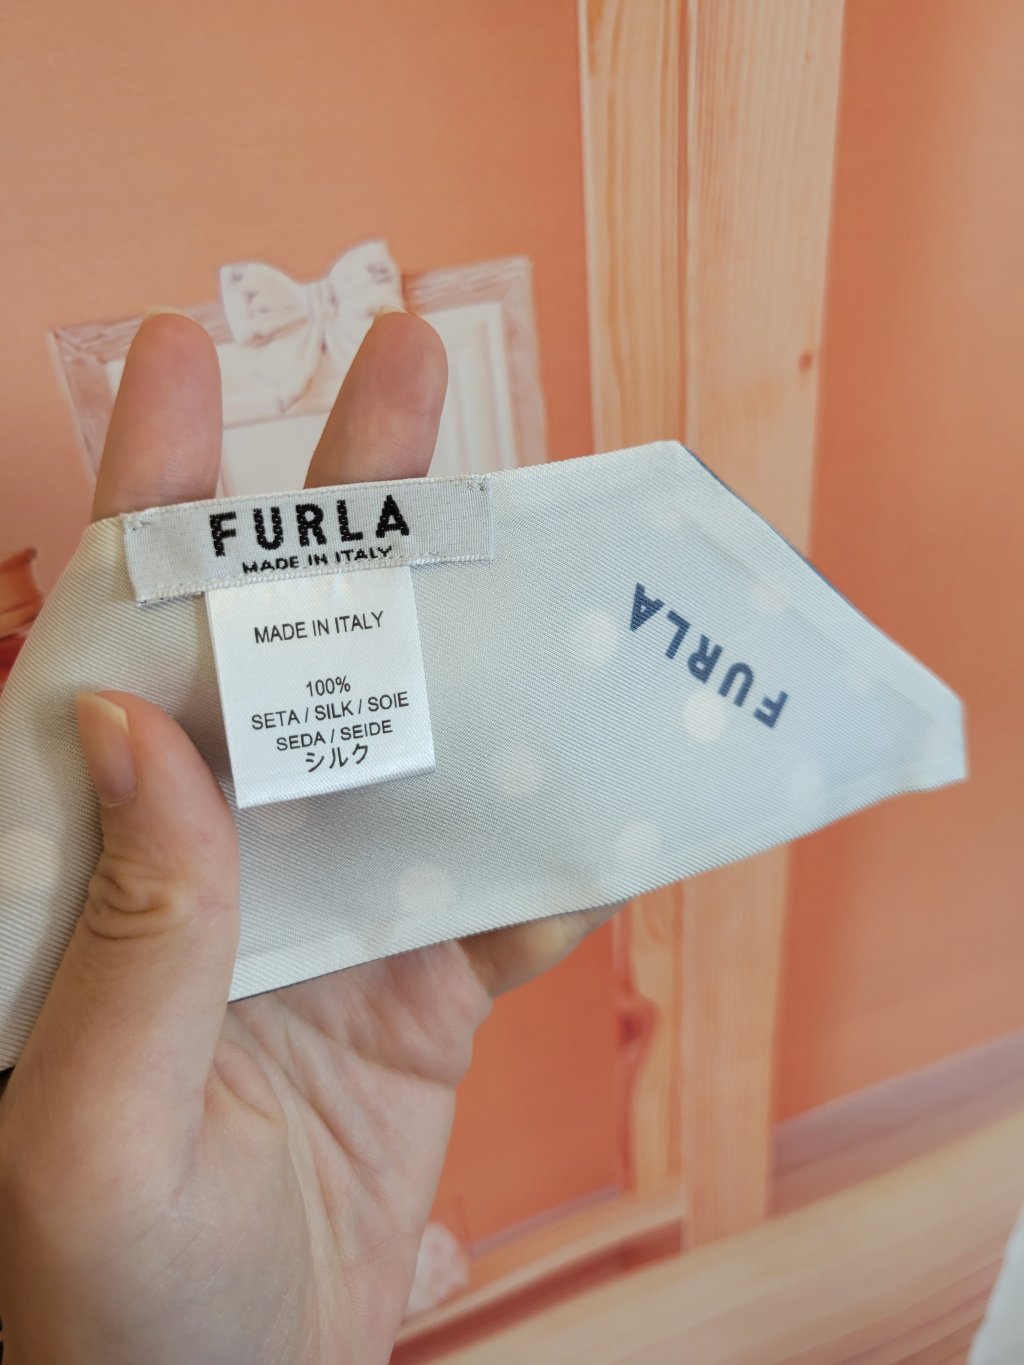 FURLA
MADE IN ITALY
MADE IN ITALY
100%
SETA / SILK / SOIE
SEDA / SEIDE
シルク
FURLA